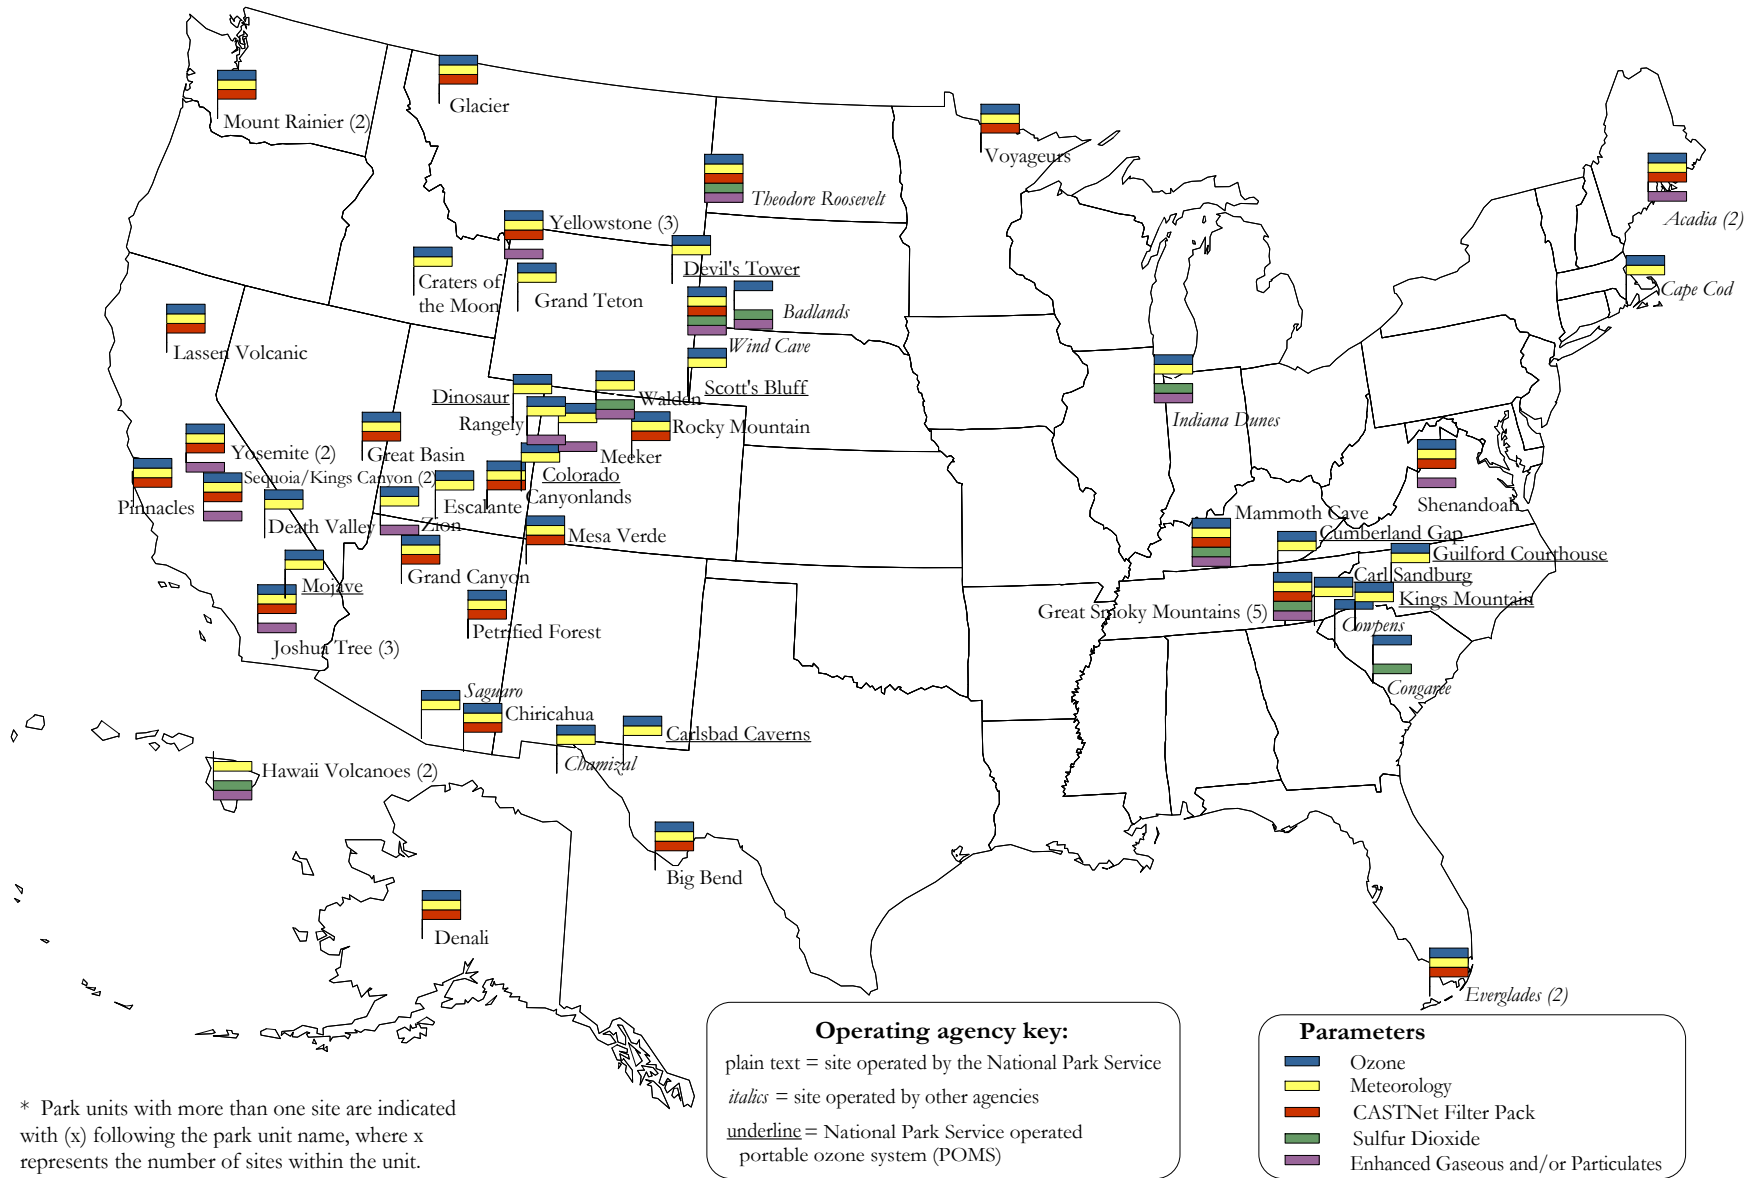 Glacier
Mount Rainier (2)
Voyageurs
Theodore Roosevelt
Acadia (2)
Yellowstone (3)
Devil's Tower
Craters of
the Moon
Grand Teton
Cape Cod
Badlands
Wind Cave
Lassen Volcanic
Scott's Bluff
Dinosaur
Walden
Rangely
Rocky Mountain
Indiana Dunes
Yosemite (2)
Great Basin
Meeker
Sequoia/Kings Canyon (2)
Colorado
Canyonlands
Pinnacles
Escalante
Shenandoah
Death Valley
Zion
Mesa Verde
Mammoth Cave
Cumberland Gap
Guilford Courthouse
Grand Canyon
Mojave
Carl Sandburg
Kings Mountain
Great Smoky Mountains (5)
Cowpens
Petrified Forest
Joshua Tree (3)
Congaree
Saguaro
Chiricahua
Carlsbad Caverns
Chamizal
Hawaii Volcanoes (2)
Big Bend
Denali
Everglades (2)
Operating agency key:
plain text = site operated by the National Park Service
italics = site operated by other agencies
underline = National Park Service operated
portable ozone system (POMS)
Parameters
Ozone
Meteorology
CASTNet Filter Pack
Sulfur Dioxide
Enhanced Gaseous and/or Particulates
* Park units with more than one site are indicated
with (x) following the park unit name, where x
represents the number of sites within the unit.